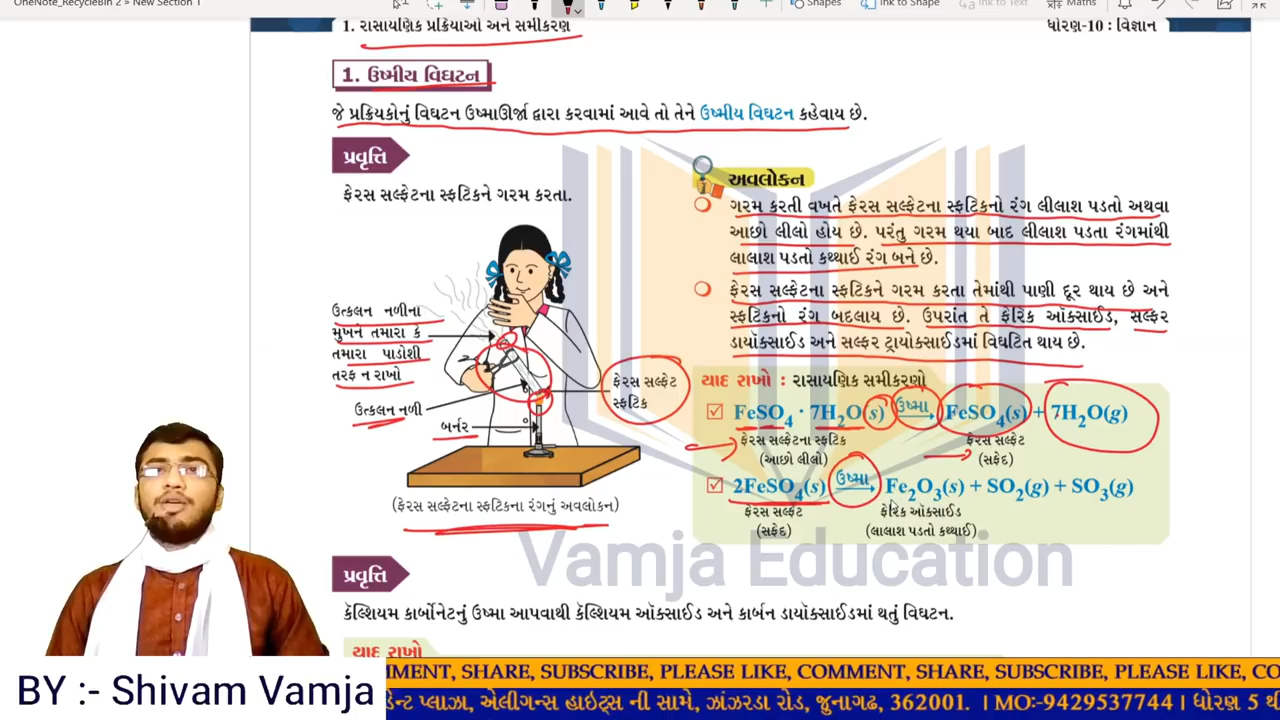 OneNote_RecycleBin 2 » New Section 1
Shapes
Ink to Shape
Ink to Text
Maths
1. રાસાયણિક પ્રક્રિયાઓ અને સમીકરણ
ધોરણ-10 : વિજ્ઞાન
1. ઉષ્મીય વિઘટન
જે પ્રક્રિયકોનું વિઘટન ઉષ્માઊર્જા દ્વારા કરવામાં આવે તો તેને ઉષ્મીય વિઘટન કહેવાય છે.
પ્રવૃત્તિ
ફેરસ સલ્ફેટના સ્ફટિકને ગરમ કરતા.
ઉત્કલન નળીના
મુખને તમારા કે
તમારા પાડોશી
તરફ ન રાખો
ઉત્કલન નળી
બર્નર
ફેરસ સલ્ફેટ
સ્ફટિક
(ફેરસ સલ્ફેટના સ્ફટિકના રંગનું અવલોકન)
અવલોકન
ગરમ કરતી વખતે ફેરસ સલ્ફેટના સ્ફટિકનો રંગ લીલાશ પડતો અથવા
આછો લીલો હોય છે. પરંતુ ગરમ થયા બાદ લીલાશ પડતા રંગમાંથી
લાલાશ પડતો કથ્થાઈ રંગ બને છે.
ફેરસ સલ્ફેટના સ્ફટિકને ગરમ કરતા તેમાંથી પાણી દૂર થાય છે અને
સ્ફટિકનો રંગ બદલાય છે. ઉપરાંત તે ફેરિક ઑક્સાઈડ, સલ્ફર
ડાયૉક્સાઈડ અને સલ્ફર ટ્રાયોક્સાઈડમાં વિઘટિત થાય છે.
યાદ રાખો : રાસાયણિક સમીકરણો
☑ FeSO₄ · 7H₂O(s) ઉષ્મા→ FeSO₄(s) + 7H₂O(g)
ફેરસ સલ્ફેટના સ્ફટિક ફેરસ સલ્ફેટ
(આછો લીલો) (સફેદ)
☑ 2FeSO₄(s) ઉષ્મા→ Fe₂O₃(s) + SO₂(g) + SO₃(g)
ફેરસ સલ્ફેટ ફેરિક ઑક્સાઈડ
(સફેદ) (લાલાશ પડતો કથ્થાઈ)
Vamja Education
પ્રવૃત્તિ
કૅલ્શિયમ કાર્બોનેટનું ઉષ્મા આપવાથી કૅલ્શિયમ ઑક્સાઈડ અને કાર્બન ડાયૉક્સાઈડમાં થતું વિઘટન.
યાદ રાખો
MMENT, SHARE, SUBSCRIBE, PLEASE LIKE, COMMENT, SHARE, SUBSCRIBE, PLEASE LIKE, CO
BY :- Shivam Vamja
ડેન્ટ પ્લાઝા, એલીગન્સ હાઇટ્સ ની સામે, ઝાંઝરડા રોડ, જુનાગઢ, 362001. । MO:-9429537744 । ધોરણ 5 થ